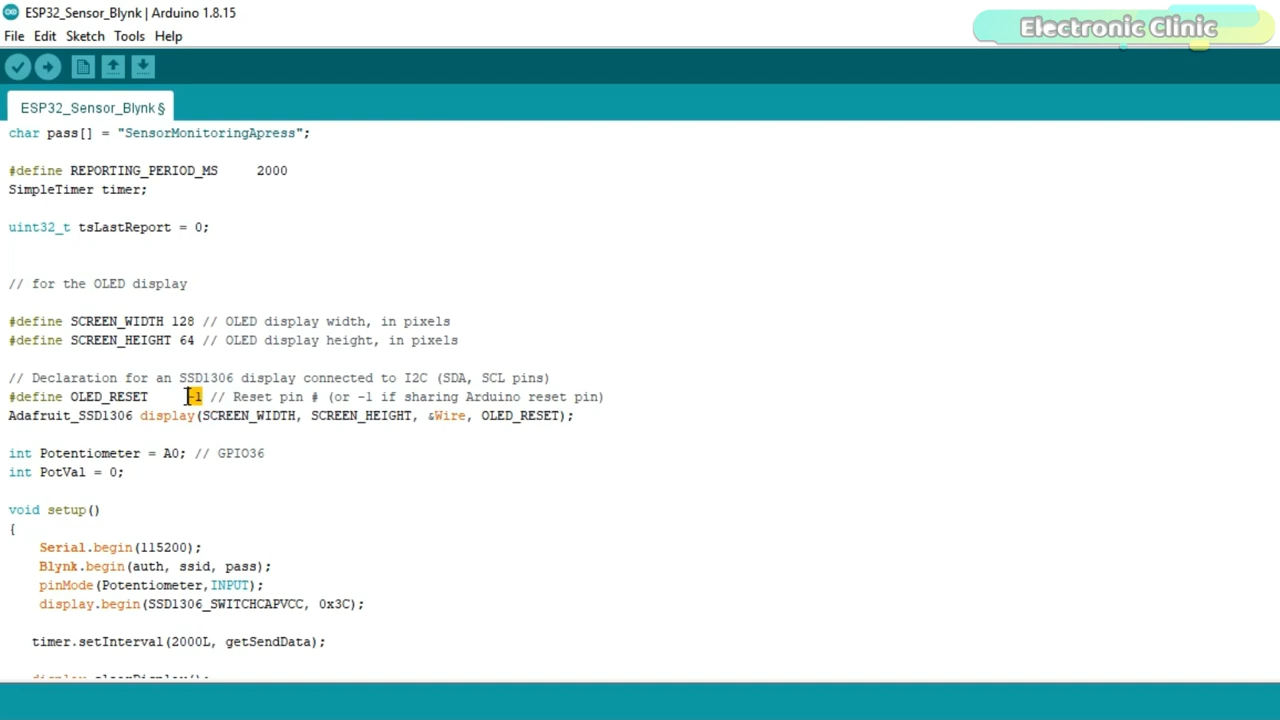 ESP32_Sensor_Blynk | Arduino 1.8.15
Electronic Clinic
File Edit Sketch Tools Help
ESP32_Sensor_Blynk §
char pass[] = "SensorMonitoringApress";
#define REPORTING_PERIOD_MS     2000
SimpleTimer timer;
uint32_t tsLastReport = 0;
// for the OLED display
#define SCREEN_WIDTH 128 // OLED display width, in pixels
#define SCREEN_HEIGHT 64 // OLED display height, in pixels
// Declaration for an SSD1306 display connected to I2C (SDA, SCL pins)
#define OLED_RESET     -1 // Reset pin # (or -1 if sharing Arduino reset pin)
Adafruit_SSD1306 display(SCREEN_WIDTH, SCREEN_HEIGHT, &Wire, OLED_RESET);
int Potentiometer = A0; // GPIO36
int PotVal = 0;
void setup()
{
    Serial.begin(115200);
    Blynk.begin(auth, ssid, pass);
    pinMode(Potentiometer,INPUT);
    display.begin(SSD1306_SWITCHCAPVCC, 0x3C);
   timer.setInterval(2000L, getSendData);
   display.clearDisplay();